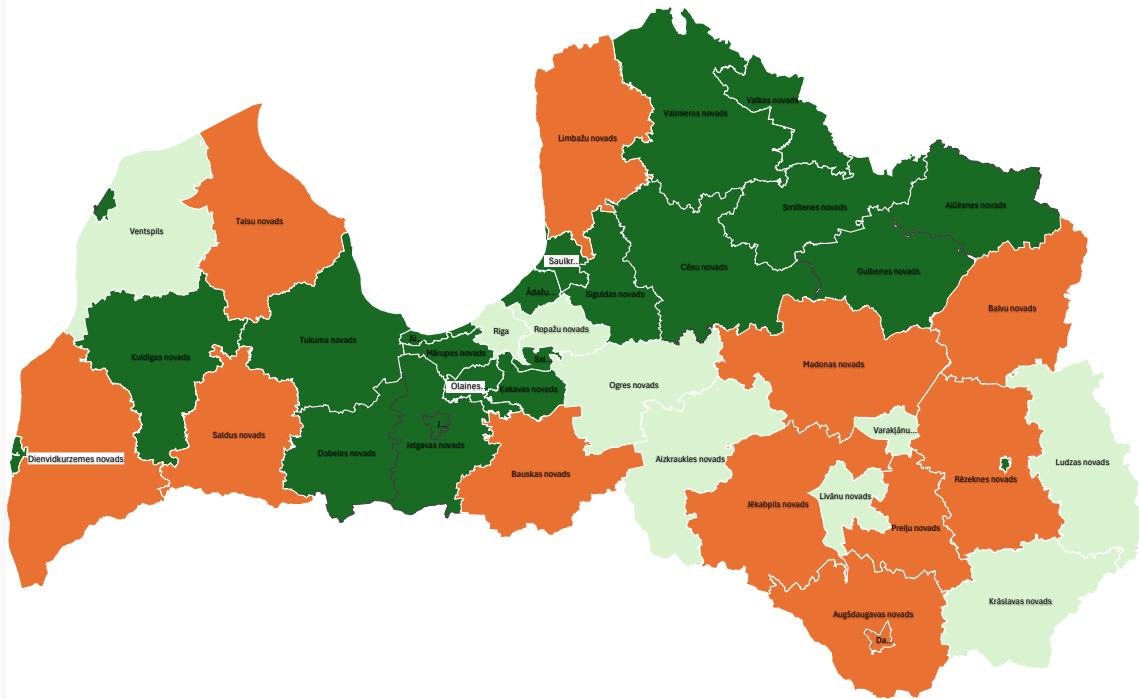 Valkas novads
Valmieras novads
Limbažu novads
Alūksnes novads
Smiltenes novads
Talsu novads
Ventspils
Saulkr...
Cēsu novads
Gulbenes novads
Ādažu...
Siguldas novads
Balvu novads
Rīga
Ropažu novads
Tukuma novads
Jū...
Mārupes novads
Kuldīgas novads
Sal...
Madonas novads
Olaines...
Ķekavas novads
Ogres novads
J...
Varakļānu...
Saldus novads
Jelgavas novads
Dobeles novads
Dienvidkurzemes novads
Aizkraukles novads
Ludzas novads
Bauskas novads
Rēzeknes novads
Līvānu novads
Jēkabpils novads
Preiļu novads
Krāslavas novads
Augšdaugavas novads
Da...